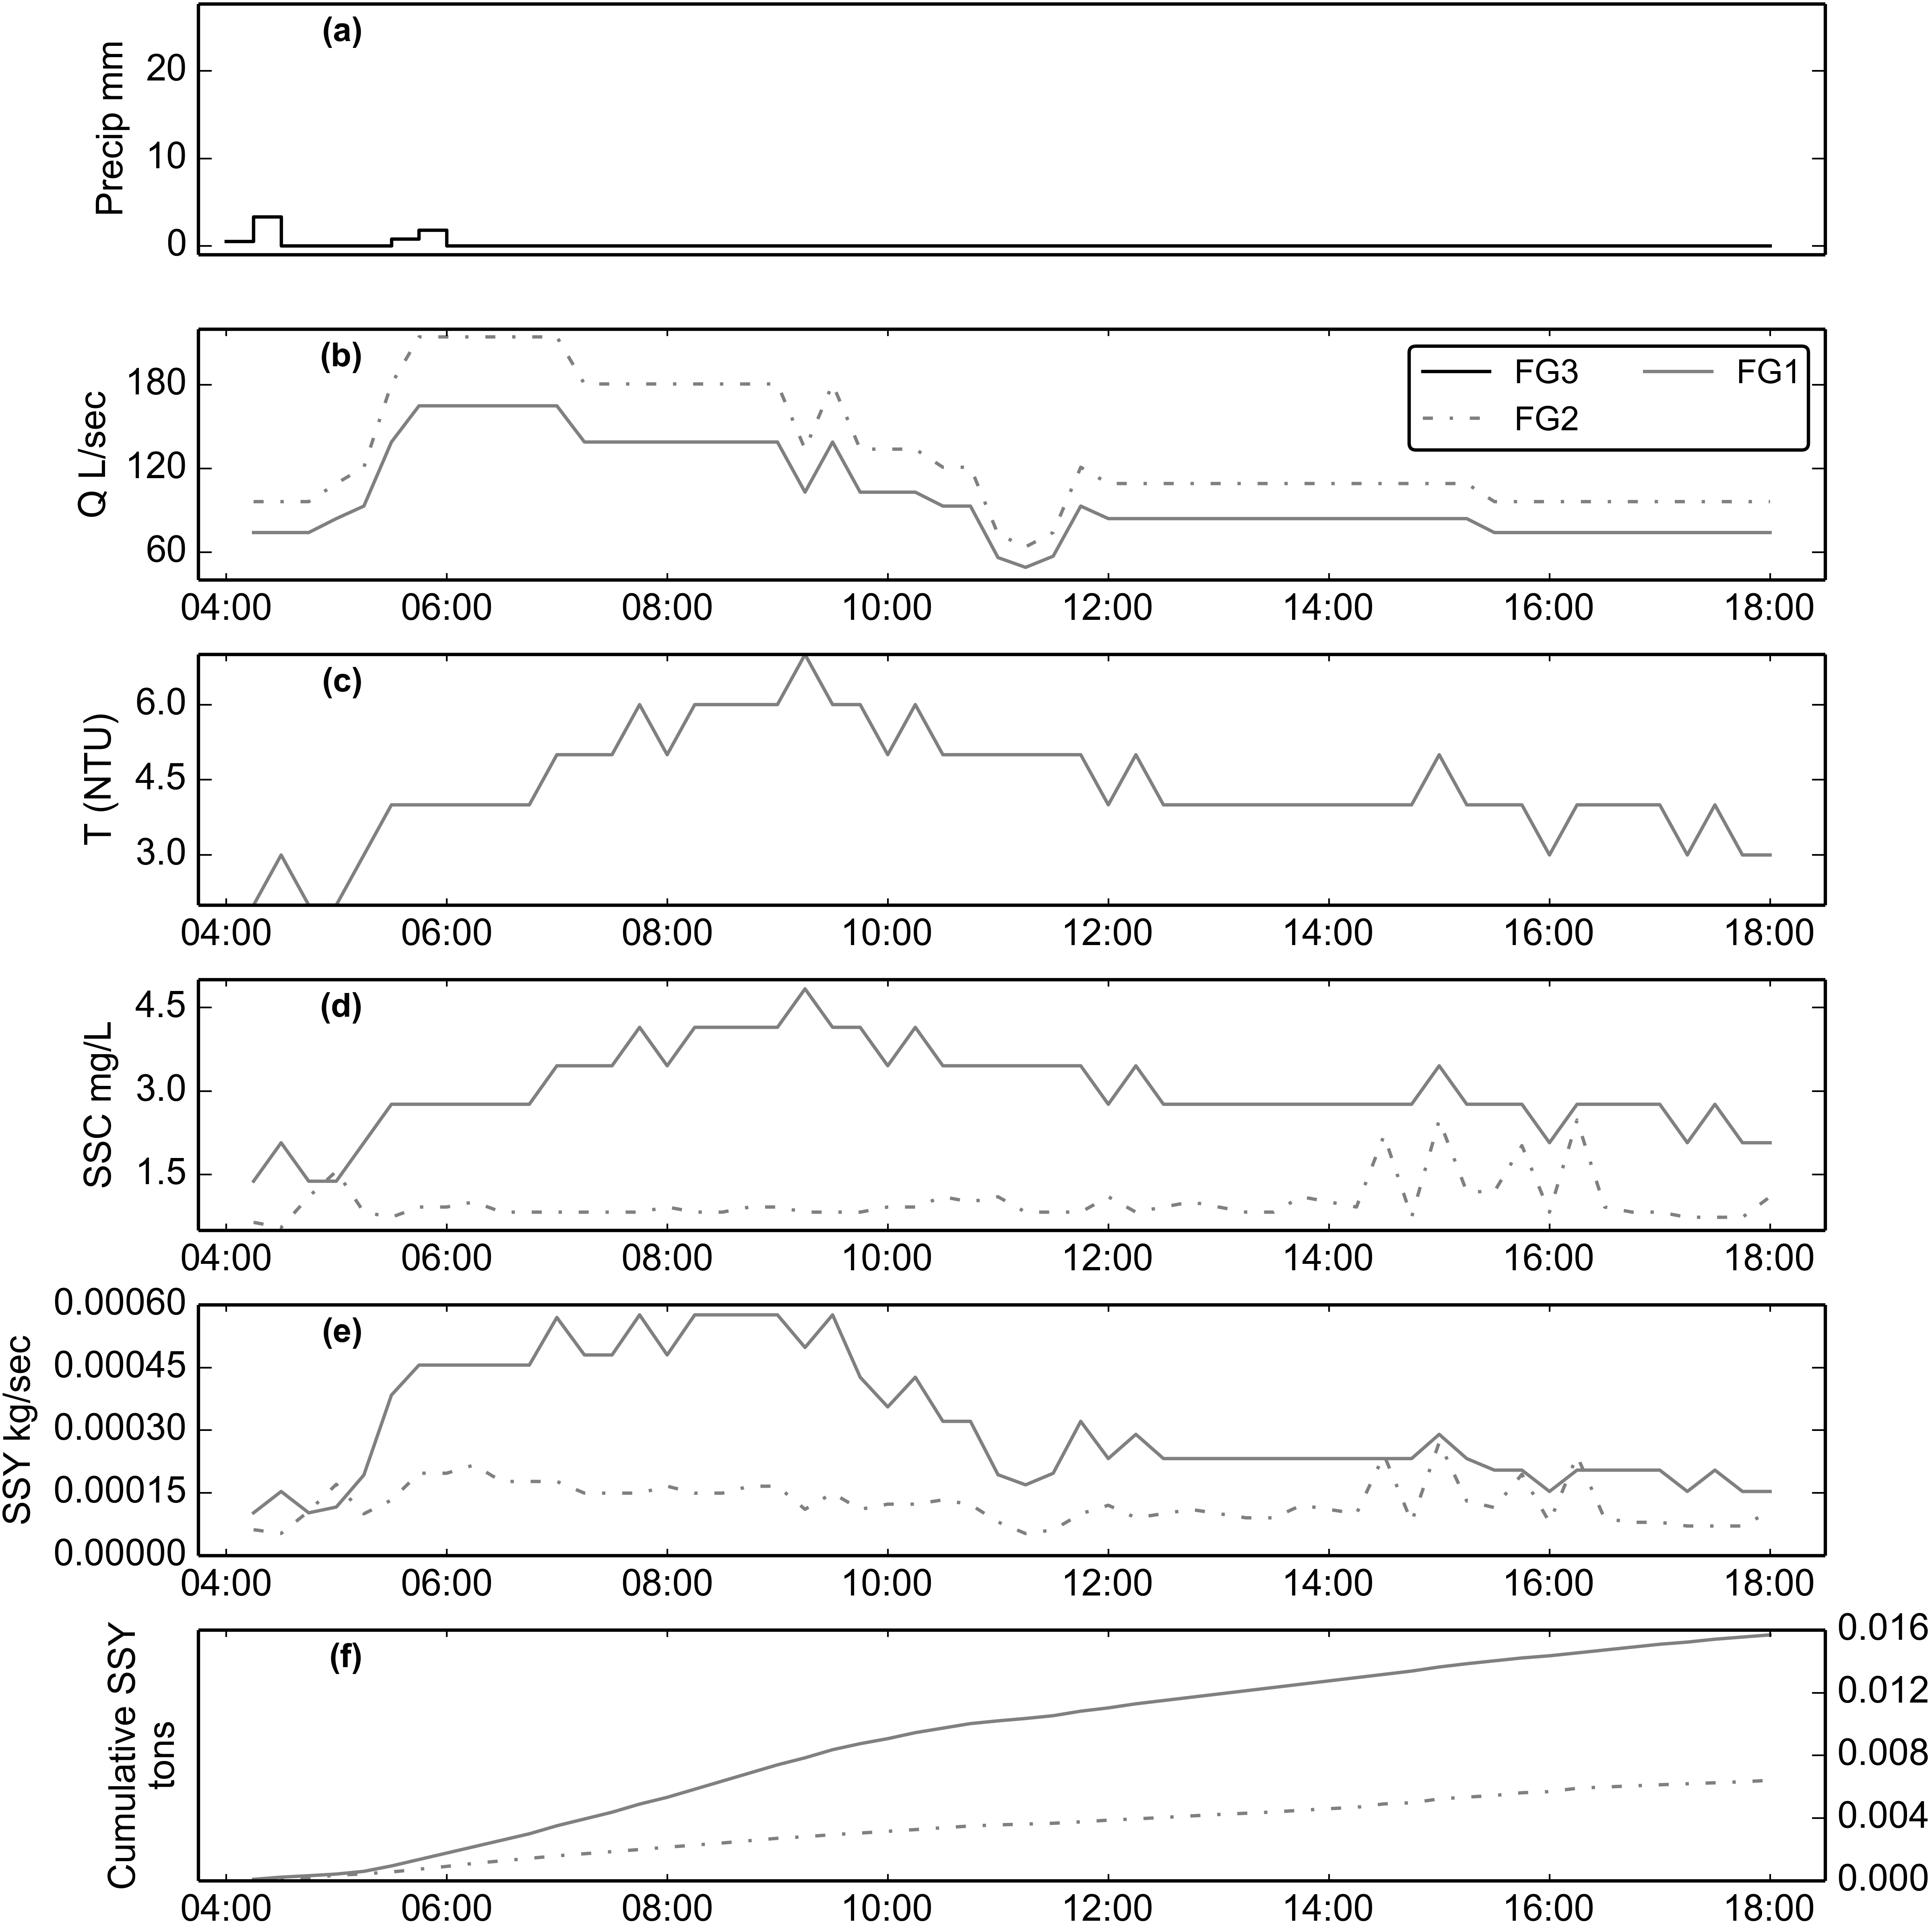 (a)
Precip mm
20
10
0
(b)
Q L/sec
180
120
60
FG3 FG1
FG2
04:00 06:00 08:00 10:00 12:00 14:00 16:00 18:00
(c)
T (NTU)
6.0
4.5
3.0
04:00 06:00 08:00 10:00 12:00 14:00 16:00 18:00
(d)
SSC mg/L
4.5
3.0
1.5
04:00 06:00 08:00 10:00 12:00 14:00 16:00 18:00
(e)
SSY kg/sec
0.00060
0.00045
0.00030
0.00015
0.00000
04:00 06:00 08:00 10:00 12:00 14:00 16:00 18:00
(f)
Cumulative SSY
tons
0.016
0.012
0.008
0.004
0.000
04:00 06:00 08:00 10:00 12:00 14:00 16:00 18:00